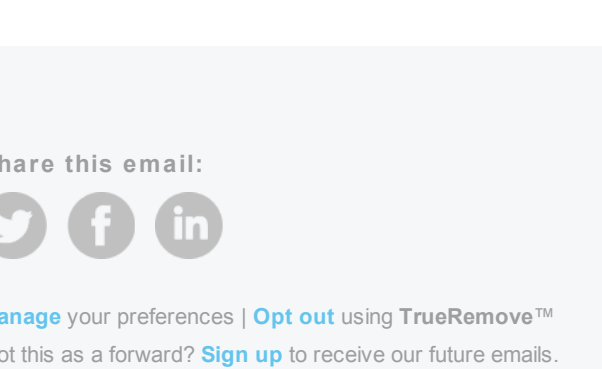 hare this email:
f in
anage your preferences | Opt out using TrueRemove™
ot this as a forward? Sign up to receive our future emails.